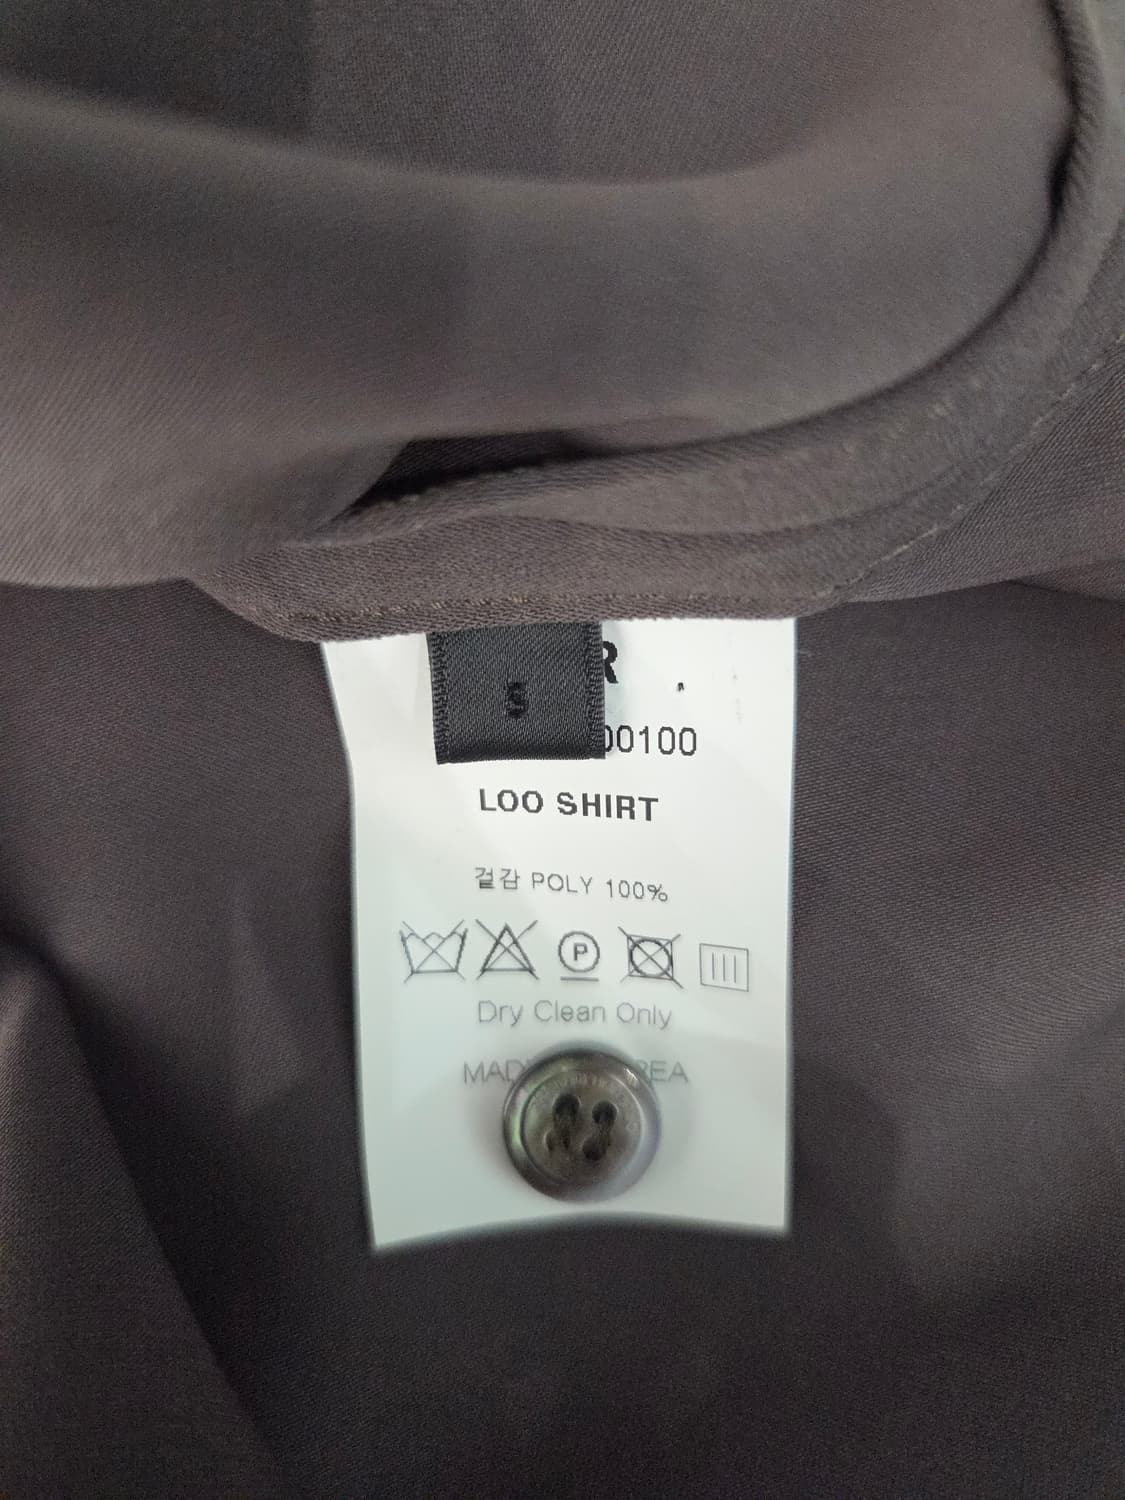 S
R
00100
LOO SHIRT
겉감 POLY 100%
P
Dry Clean Only